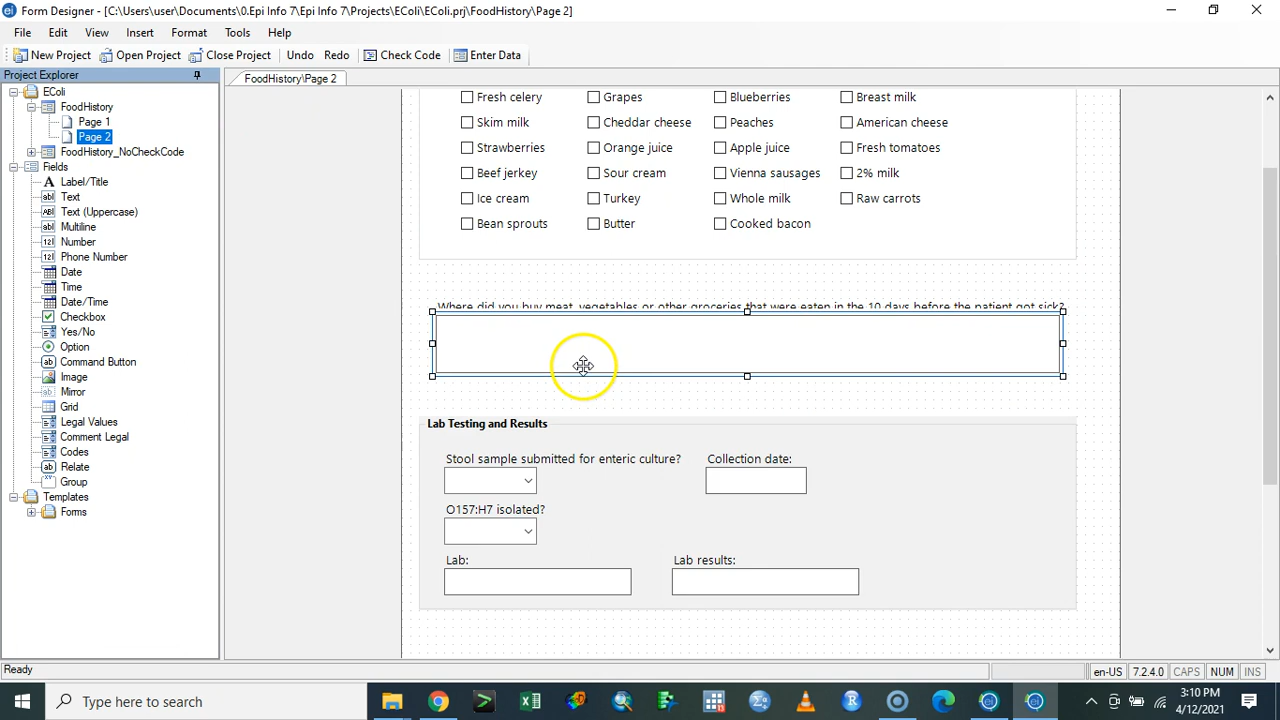 Form Designer - [C:\Users\user\Documents\0.Epi Info 7\Epi Info 7\Projects\EColi\EColi.prj\FoodHistory\Page 2]
File Edit View Insert Format Tools Help
New Project Open Project Close Project Undo Redo Check Code Enter Data
Project Explorer
FoodHistory\Page 2
EColi
FoodHistory
Page 1
Page 2
FoodHistory_NoCheckCode
Fields
Label/Title
Text
Text (Uppercase)
Multiline
Number
Phone Number
Date
Time
Date/Time
Checkbox
Yes/No
Option
Command Button
Image
Mirror
Grid
Legal Values
Comment Legal
Codes
Relate
Group
Templates
Forms
Fresh celery Grapes Blueberries Breast milk
Skim milk Cheddar cheese Peaches American cheese
Strawberries Orange juice Apple juice Fresh tomatoes
Beef jerkey Sour cream Vienna sausages 2% milk
Ice cream Turkey Whole milk Raw carrots
Bean sprouts Butter Cooked bacon
Where did you buy meat, vegetables or other groceries that were eaten in the 10 days before the patient got sick?
Lab Testing and Results
Stool sample submitted for enteric culture? Collection date:
O157:H7 isolated?
Lab: Lab results:
Ready en-US 7.2.4.0 CAPS NUM INS
Type here to search
3:10 PM
4/12/2021